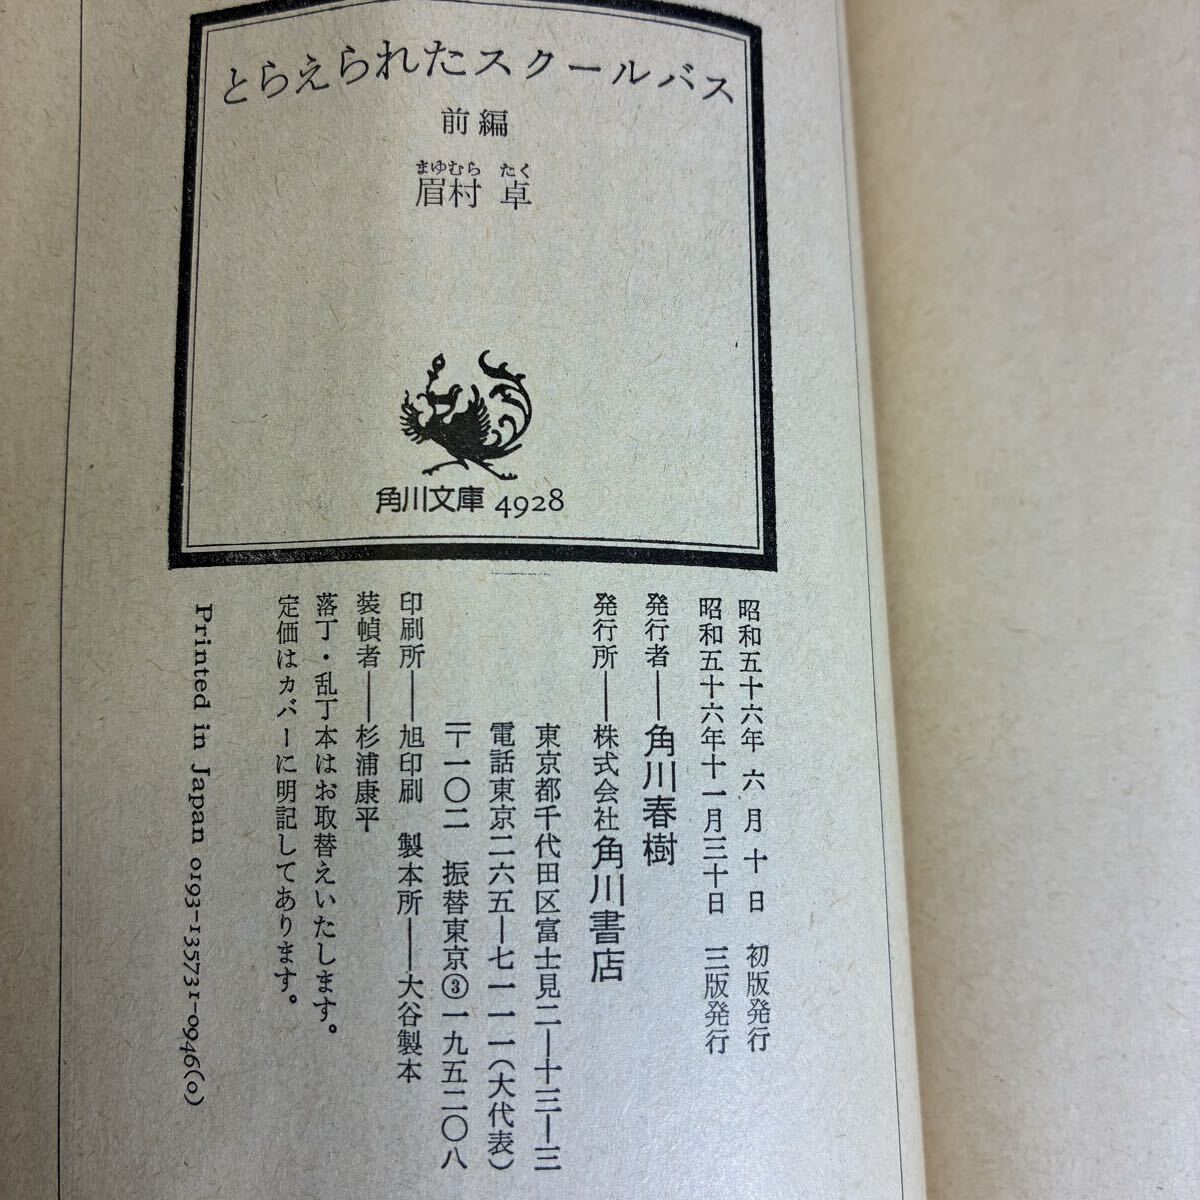 とらえられたスクールバス
前編
まゆむら たく
眉村 卓
角川文庫 4928
昭和五十六年 六 月 十 日 初版発行
昭和五十六年十一月三十日 三版発行
発行者――角川春樹
発行所――株式会社角川書店
東京都千代田区富士見二―十三―三
電話東京二六五―七一一一(大代表)
〒一〇二 振替東京③一九五二〇八
印刷所――旭印刷 製本所――大谷製本
装幀者――杉浦康平
落丁・乱丁本はお取替えいたします。
定価はカバーに明記してあります。
Printed in Japan 0193-135731-0946(0)